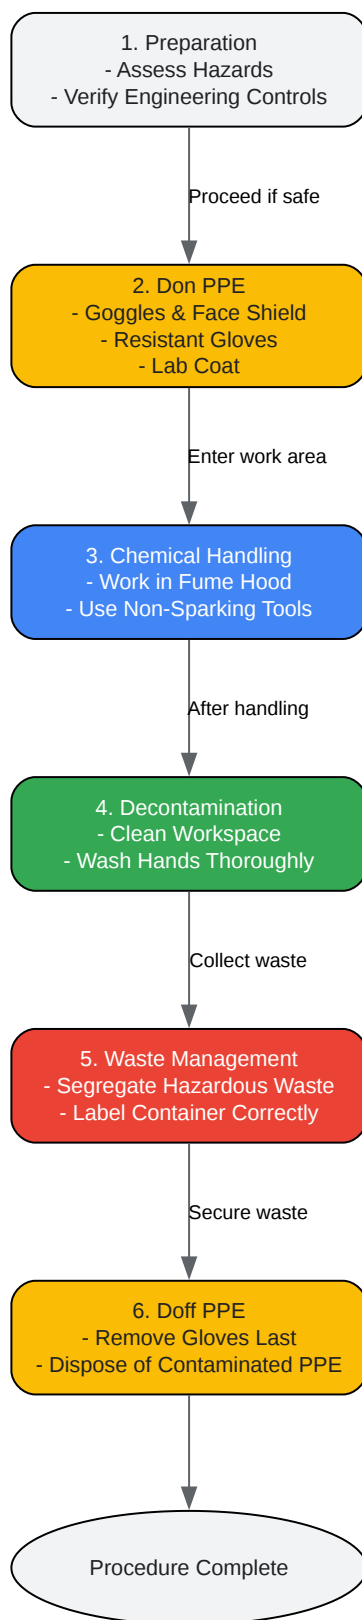 1. Preparation
- Assess Hazards
- Verify Engineering Controls
Proceed if safe
2. Don PPE
- Goggles & Face Shield
- Resistant Gloves
- Lab Coat
Enter work area
3. Chemical Handling
- Work in Fume Hood
- Use Non-Sparking Tools
After handling
4. Decontamination
- Clean Workspace
- Wash Hands Thoroughly
Collect waste
5. Waste Management
- Segregate Hazardous Waste
- Label Container Correctly
Secure waste
6. Doff PPE
- Remove Gloves Last
- Dispose of Contaminated PPE
Procedure Complete